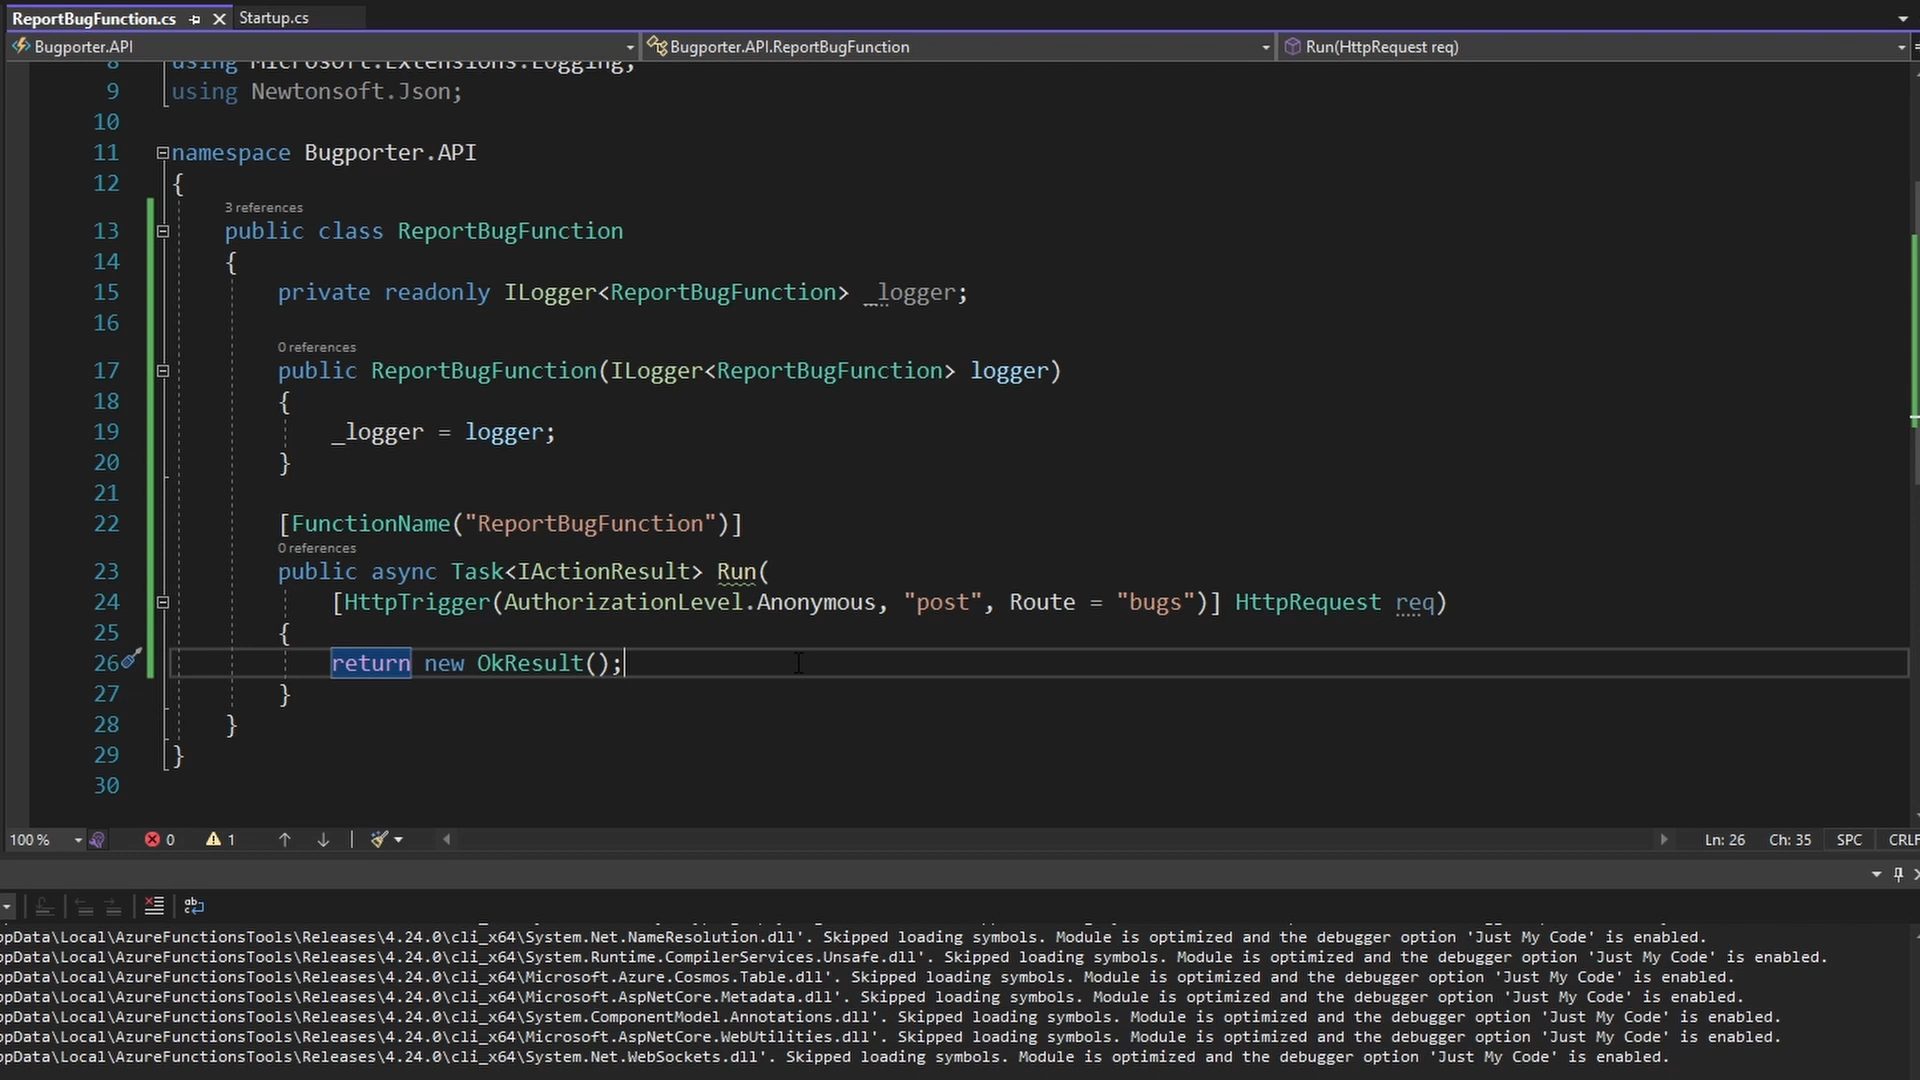 ReportBugFunction.cs
Startup.cs
Bugporter.API
Bugporter.API.ReportBugFunction
Run(HttpRequest req)
8 using Microsoft.Extensions.Logging;
9 using Newtonsoft.Json;
10
11 namespace Bugporter.API
12 {
3 references
13 public class ReportBugFunction
14 {
15 private readonly ILogger<ReportBugFunction> _logger;
16
0 references
17 public ReportBugFunction(ILogger<ReportBugFunction> logger)
18 {
19 _logger = logger;
20 }
21
22 [FunctionName("ReportBugFunction")]
0 references
23 public async Task<IActionResult> Run(
24 [HttpTrigger(AuthorizationLevel.Anonymous, "post", Route = "bugs")] HttpRequest req)
25 {
26 return new OkResult();
27 }
28 }
29 }
30
100 % 0 1 Ln: 26 Ch: 35 SPC CRLF
ppData\Local\AzureFunctionsTools\Releases\4.24.0\cli_x64\System.Net.NameResolution.dll'. Skipped loading symbols. Module is optimized and the debugger option 'Just My Code' is enabled.
ppData\Local\AzureFunctionsTools\Releases\4.24.0\cli_x64\System.Runtime.CompilerServices.Unsafe.dll'. Skipped loading symbols. Module is optimized and the debugger option 'Just My Code' is enabled.
ppData\Local\AzureFunctionsTools\Releases\4.24.0\cli_x64\Microsoft.Azure.Cosmos.Table.dll'. Skipped loading symbols. Module is optimized and the debugger option 'Just My Code' is enabled.
ppData\Local\AzureFunctionsTools\Releases\4.24.0\cli_x64\Microsoft.AspNetCore.Metadata.dll'. Skipped loading symbols. Module is optimized and the debugger option 'Just My Code' is enabled.
ppData\Local\AzureFunctionsTools\Releases\4.24.0\cli_x64\System.ComponentModel.Annotations.dll'. Skipped loading symbols. Module is optimized and the debugger option 'Just My Code' is enabled.
ppData\Local\AzureFunctionsTools\Releases\4.24.0\cli_x64\Microsoft.AspNetCore.WebUtilities.dll'. Skipped loading symbols. Module is optimized and the debugger option 'Just My Code' is enabled.
ppData\Local\AzureFunctionsTools\Releases\4.24.0\cli_x64\System.Net.WebSockets.dll'. Skipped loading symbols. Module is optimized and the debugger option 'Just My Code' is enabled.